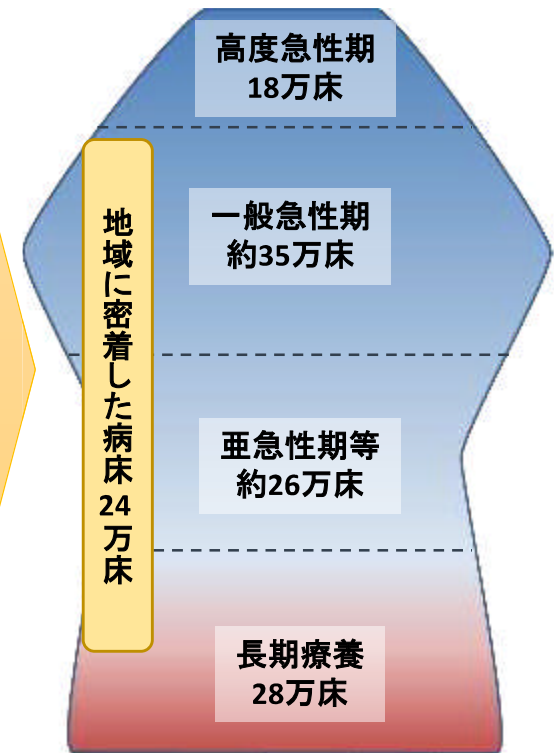 高度急性期
18万床
一般急性期
約35万床
地域に密着した病床24万床
亜急性期等
約26万床
長期療養
28万床